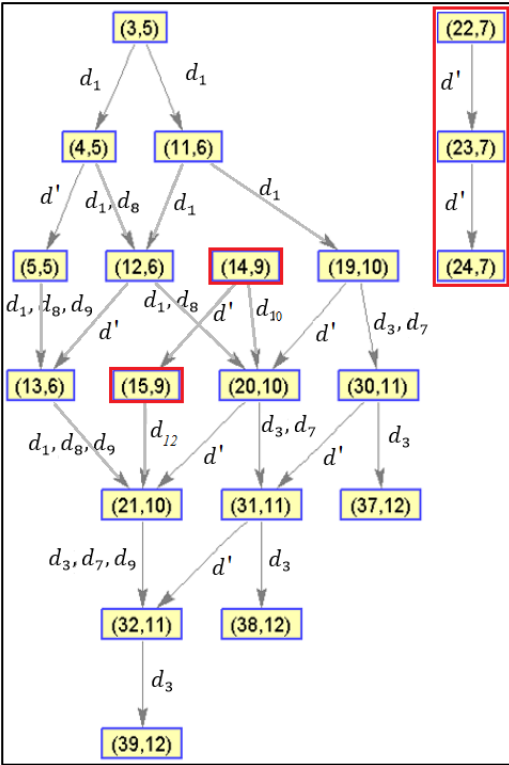 (3,5) (22,7)
d₁ d₁ d'
(4,5) (11,6) (23,7)
d' d₁, d₈ d₁ d₁ d'
(5,5) (12,6) (14,9) (19,10) (24,7)
d₁, d₈, d₉ d' d₁, d₈ d' d₁₀ d' d₃, d₇
(13,6) (15,9) (20,10) (30,11)
d₁, d₈, d₉ d₁₂ d' d₃, d₇ d' d₃
(21,10) (31,11) (37,12)
d₃, d₇, d₉ d' d₃
(32,11) (38,12)
d₃
(39,12)